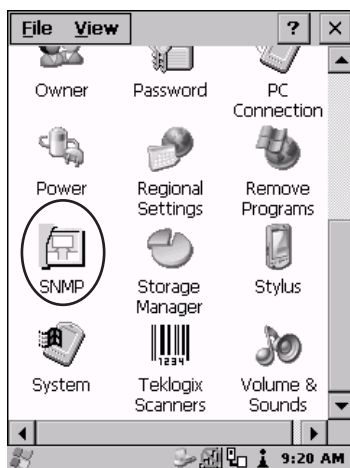 File View ? ×
Owner Password PC Connection
Power Regional Settings Remove Programs
SNMP Storage Manager Stylus
1234
System Teklogix Scanners Volume & Sounds
9:20 AM